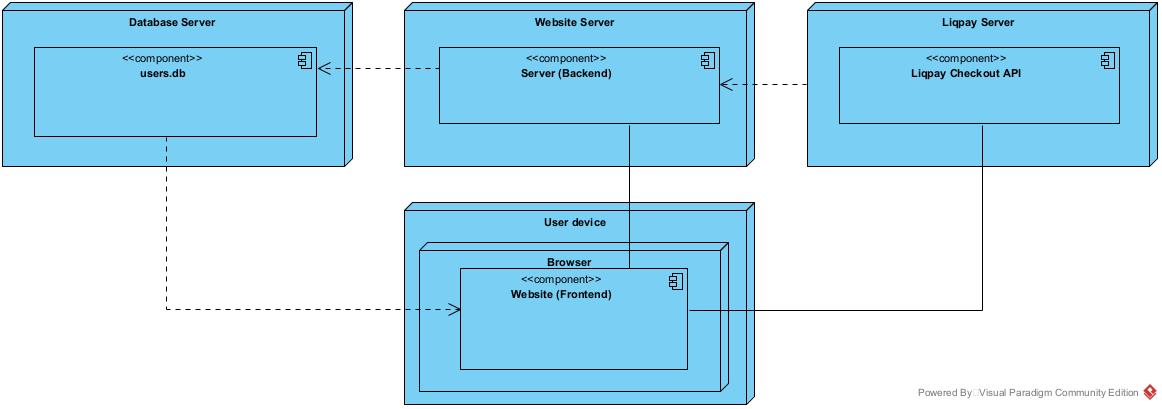 Database Server
<<component>>
users.db
Website Server
<<component>>
Server (Backend)
Liqpay Server
<<component>>
Liqpay Checkout API
User device
Browser
<<component>>
Website (Frontend)
Powered By Visual Paradigm Community Edition